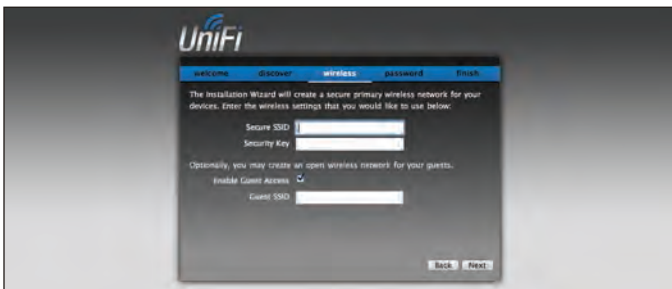 UniFi
welcome discover wireless password finish
The Installation Wizard will create a secure primary wireless network for your
devices. Enter the wireless settings that you would like to use below:
Secure SSID
Security Key
Optionally, you may create an open wireless network for your guests.
Enable Guest Access
Guest SSID
Back Next